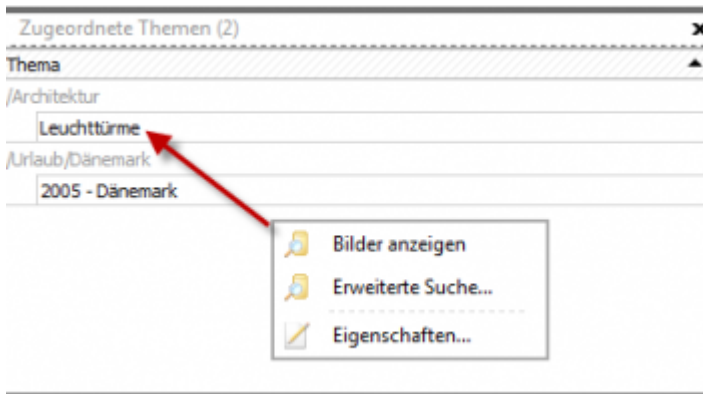 Zugeordnete Themen (2)
Thema
/Architektur
Leuchttürme
/Urlaub/Dänemark
2005 - Dänemark
Bilder anzeigen
Erweiterte Suche...
Eigenschaften...